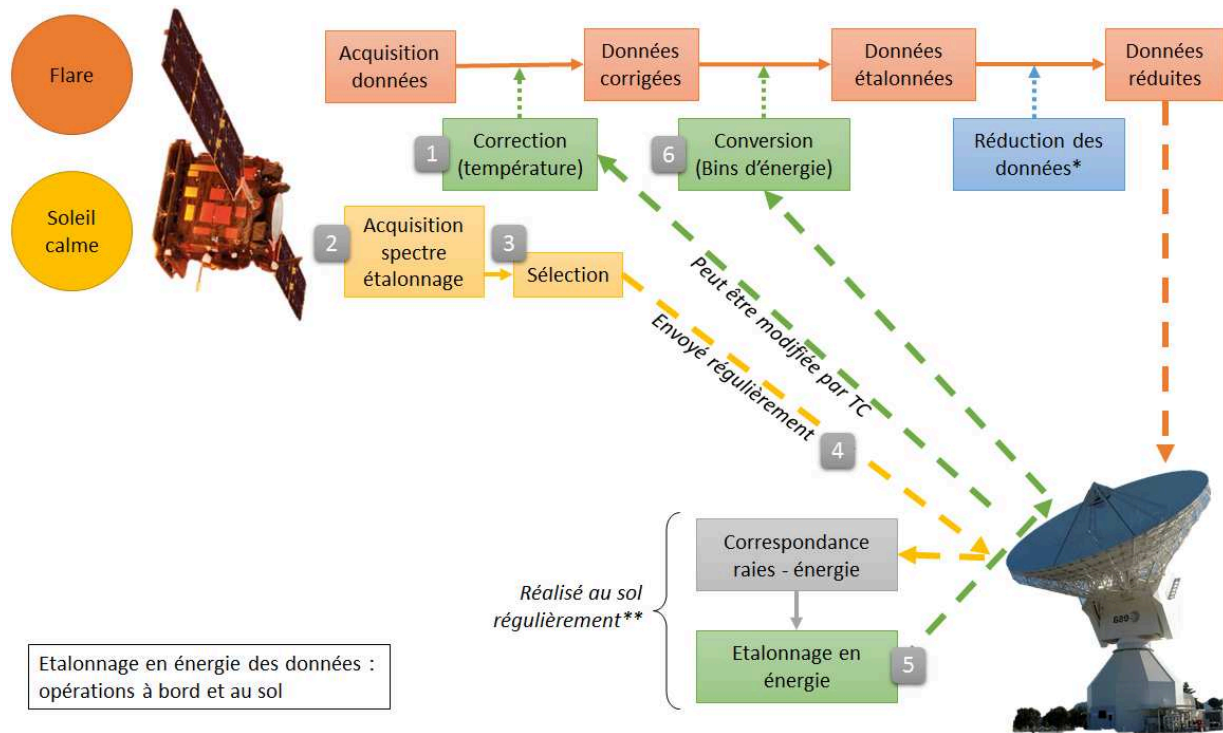 Flare
Acquisition
données
Données
corrigées
Données
étalonnées
Données
réduites
1
Correction
(température)
6
Conversion
(Bins d'énergie)
Réduction des
données*
Soleil
calme
2
Acquisition
spectre
étalonnage
3
Sélection
Peut être modifiée par TC
Envoyé régulièrement
4
Correspondance
raies - énergie
Réalisé au sol
régulièrement**
Etalonnage en
énergie
5
esa
Etalonnage en énergie des données :
opérations à bord et au sol